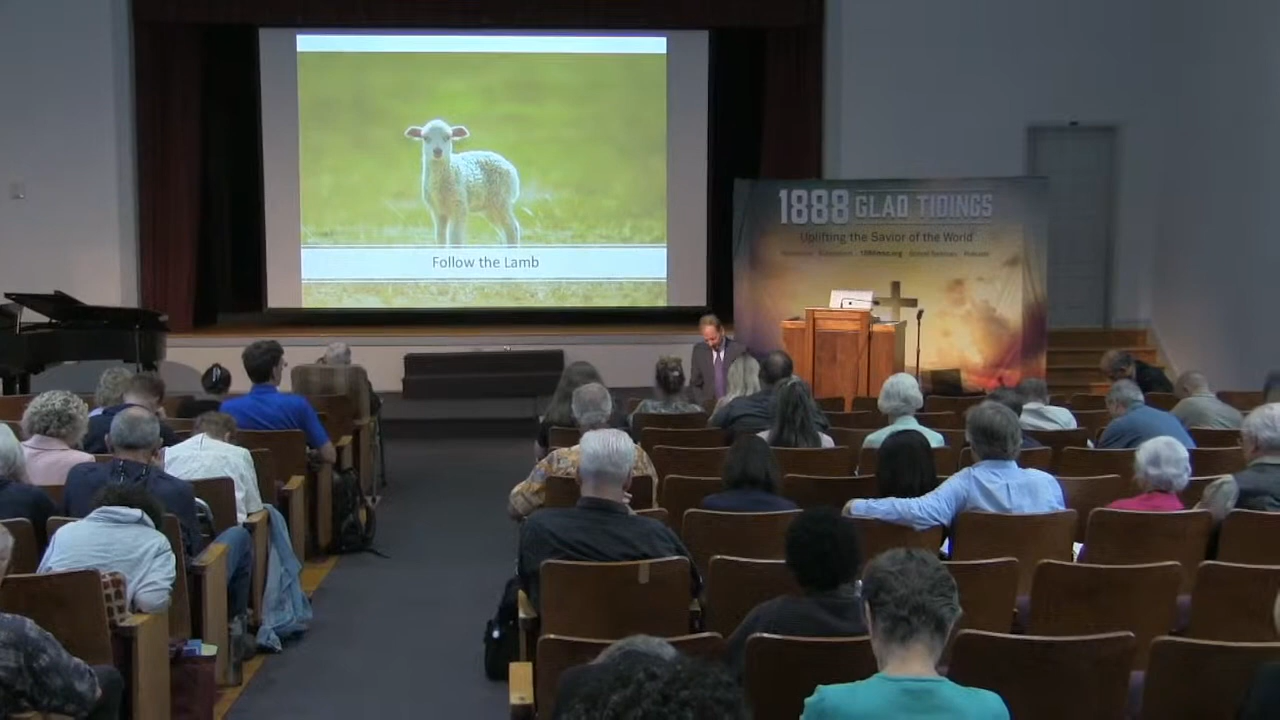 Follow the Lamb
1888 GLAD TIDINGS
Uplifting the Savior of the World